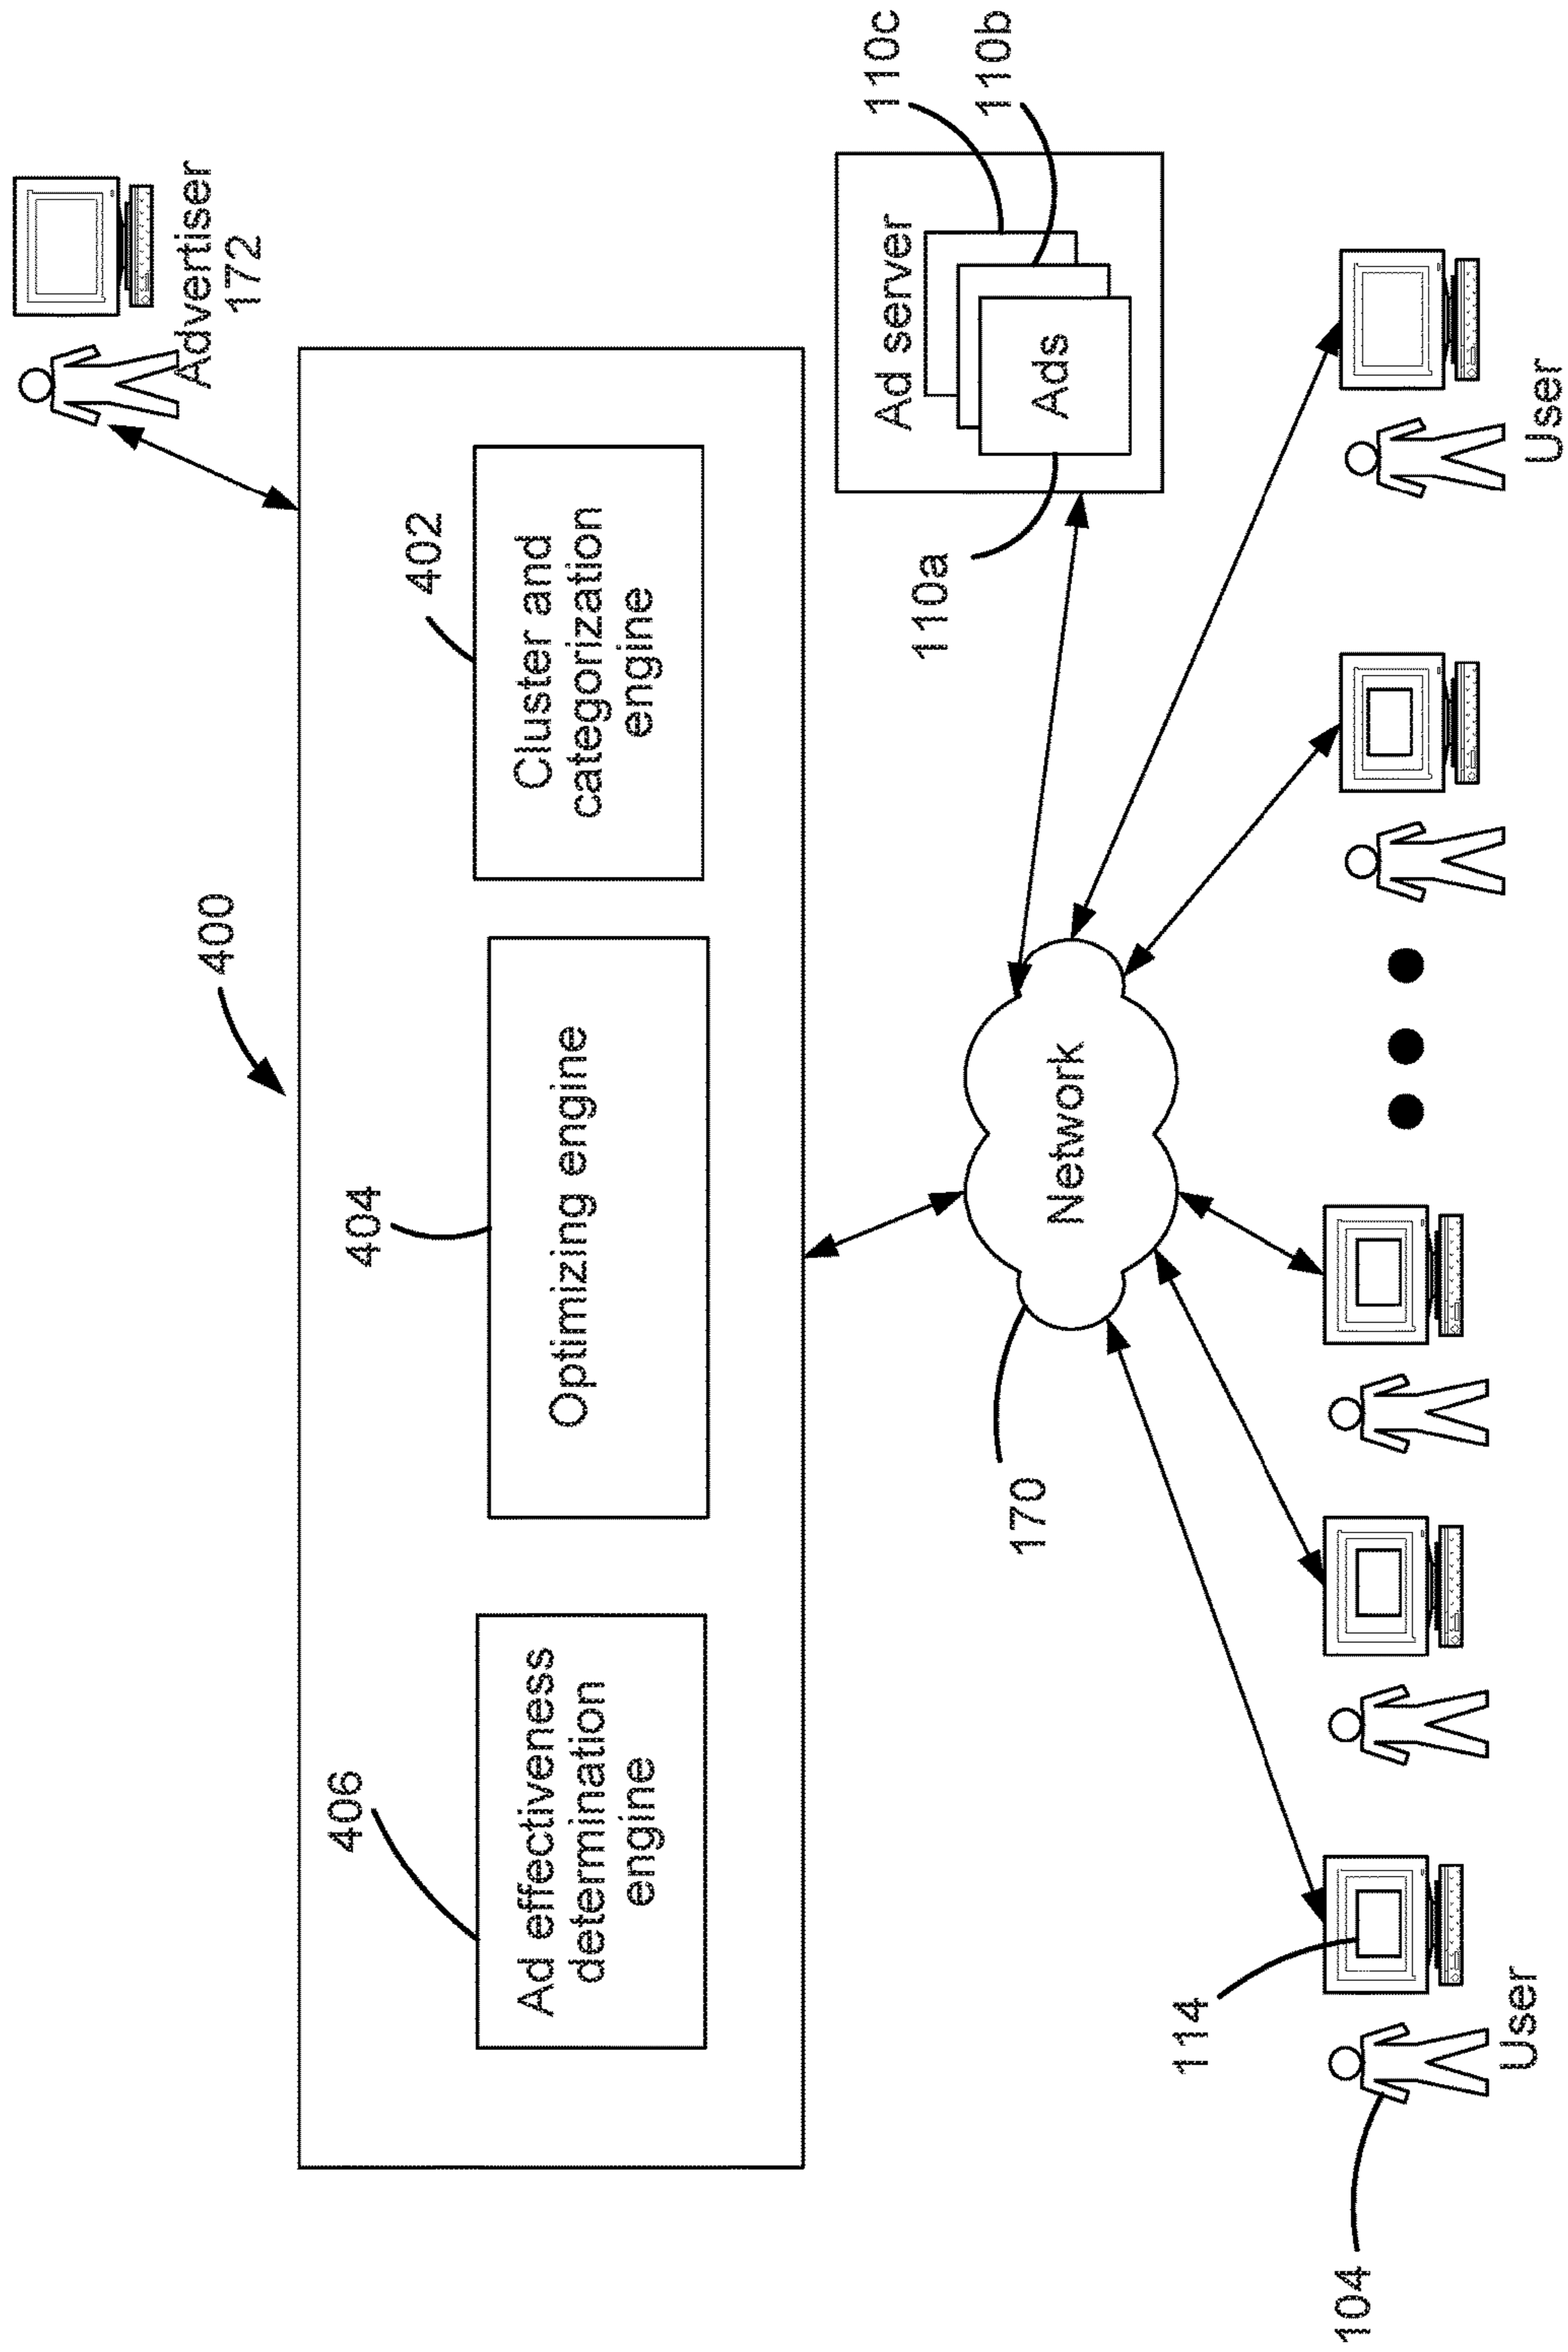 Advertiser
172
400
406
404
402
Ad effectiveness
determination
engine
Optimizing engine
Cluster and
categorization
engine
110c
110b
Ad server
Ads
110a
Network
170
114
104
User
User